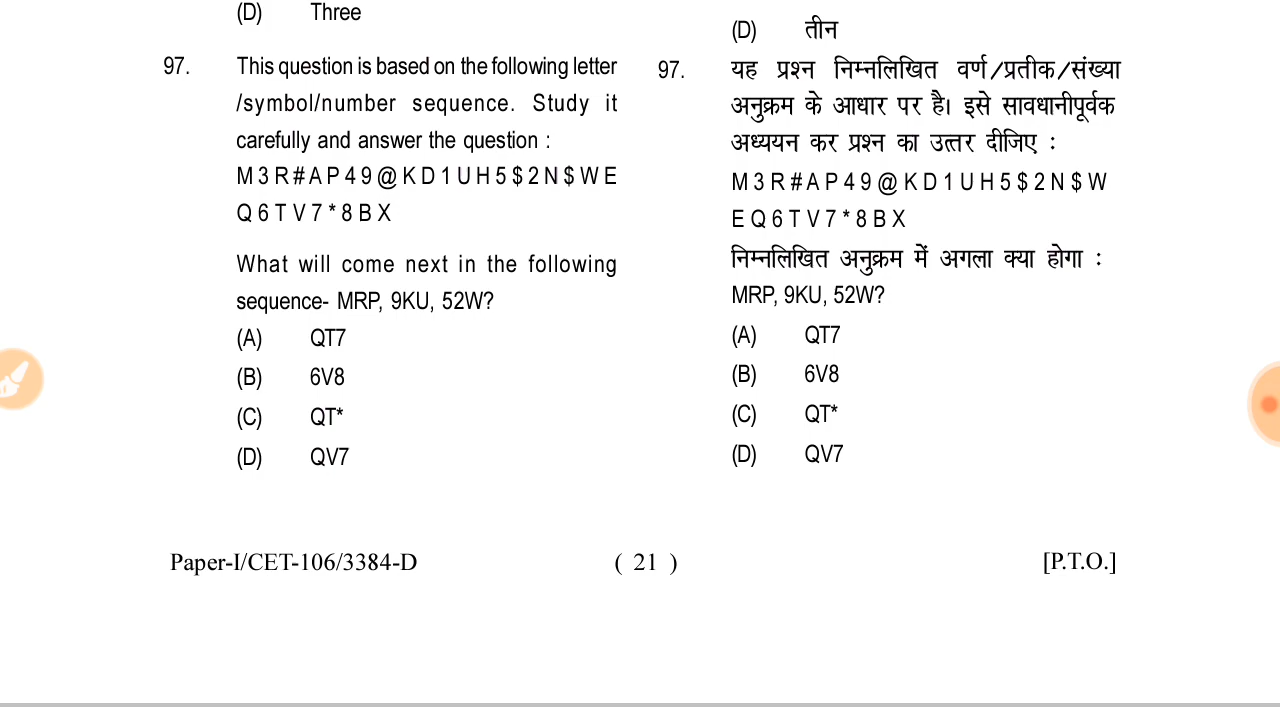 (D) Three
97. This question is based on the following letter
/symbol/number sequence. Study it
carefully and answer the question :
M 3 R # A P 4 9 @ K D 1 U H 5 $ 2 N $ W E
Q 6 T V 7 * 8 B X
What will come next in the following
sequence- MRP, 9KU, 52W?
(A) QT7
(B) 6V8
(C) QT*
(D) QV7
(D) तीन
97. यह प्रश्न निम्नलिखित वर्ण/प्रतीक/संख्या
अनुक्रम के आधार पर है। इसे सावधानीपूर्वक
अध्ययन कर प्रश्न का उत्तर दीजिए :
M 3 R # A P 4 9 @ K D 1 U H 5 $ 2 N $ W
E Q 6 T V 7 * 8 B X
निम्नलिखित अनुक्रम में अगला क्या होगा :
MRP, 9KU, 52W?
(A) QT7
(B) 6V8
(C) QT*
(D) QV7
Paper-I/CET-106/3384-D ( 21 ) [P.T.O.]